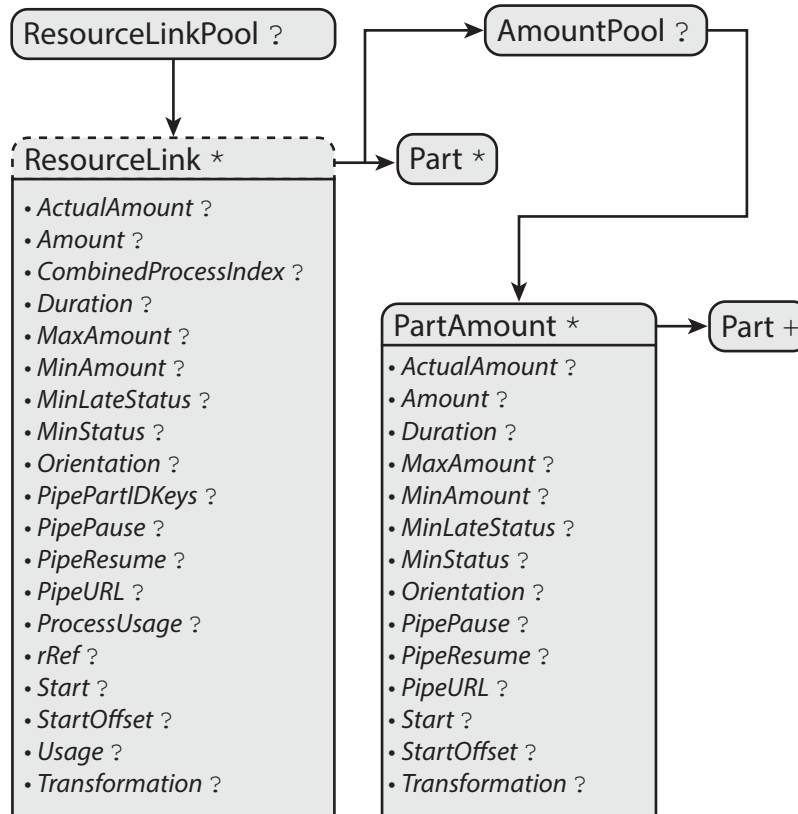 ResourceLinkPool ?
AmountPool ?
ResourceLink *
Part *
• ActualAmount ?
• Amount ?
• CombinedProcessIndex ?
• Duration ?
• MaxAmount ?
• MinAmount ?
• MinLateStatus ?
• MinStatus ?
• Orientation ?
• PipePartIDKeys ?
• PipePause ?
• PipeResume ?
• PipeURL ?
• ProcessUsage ?
• rRef ?
• Start ?
• StartOffset ?
• Usage ?
• Transformation ?
PartAmount *
Part +
• ActualAmount ?
• Amount ?
• Duration ?
• MaxAmount ?
• MinAmount ?
• MinLateStatus ?
• MinStatus ?
• Orientation ?
• PipePause ?
• PipeResume ?
• PipeURL ?
• Start ?
• StartOffset ?
• Transformation ?